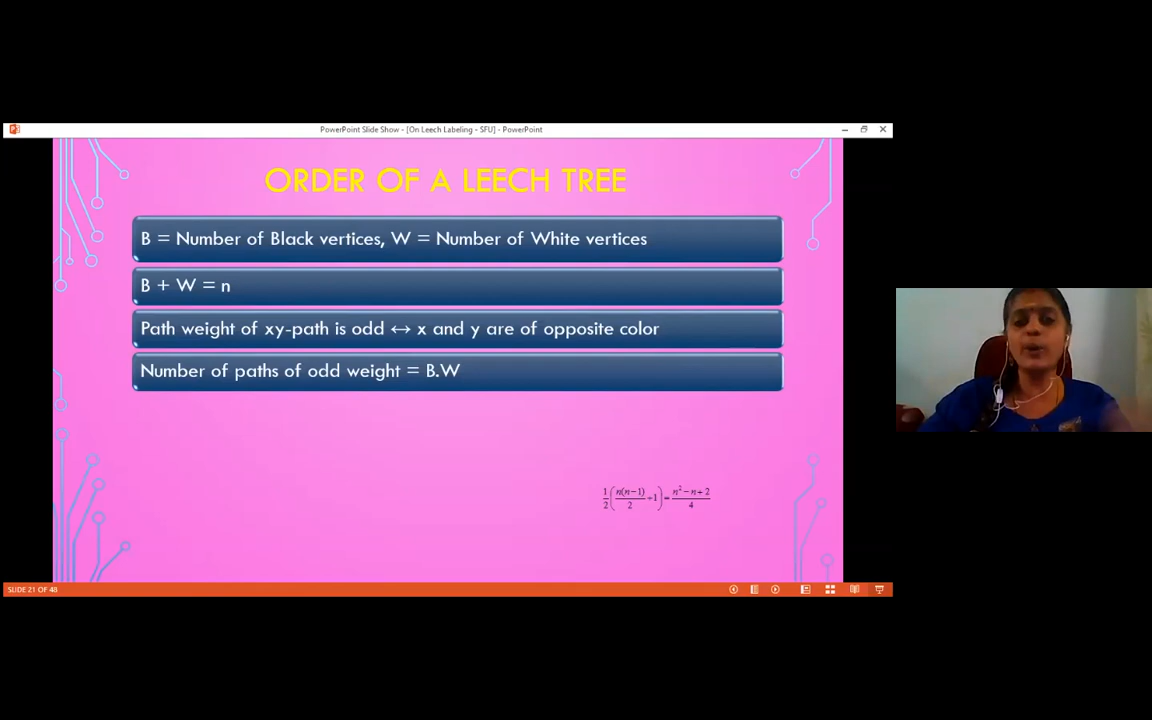 PowerPoint Slide Show - [On Leech Labeling - SFU] - PowerPoint
ORDER OF A LEECH TREE
B = Number of Black vertices, W = Number of White vertices
B + W = n
Path weight of xy-path is odd ↔ x and y are of opposite color
Number of paths of odd weight = B.W
1/2 (n(n−1)/2 +1) = n²−n+2/4
SLIDE 21 OF 48